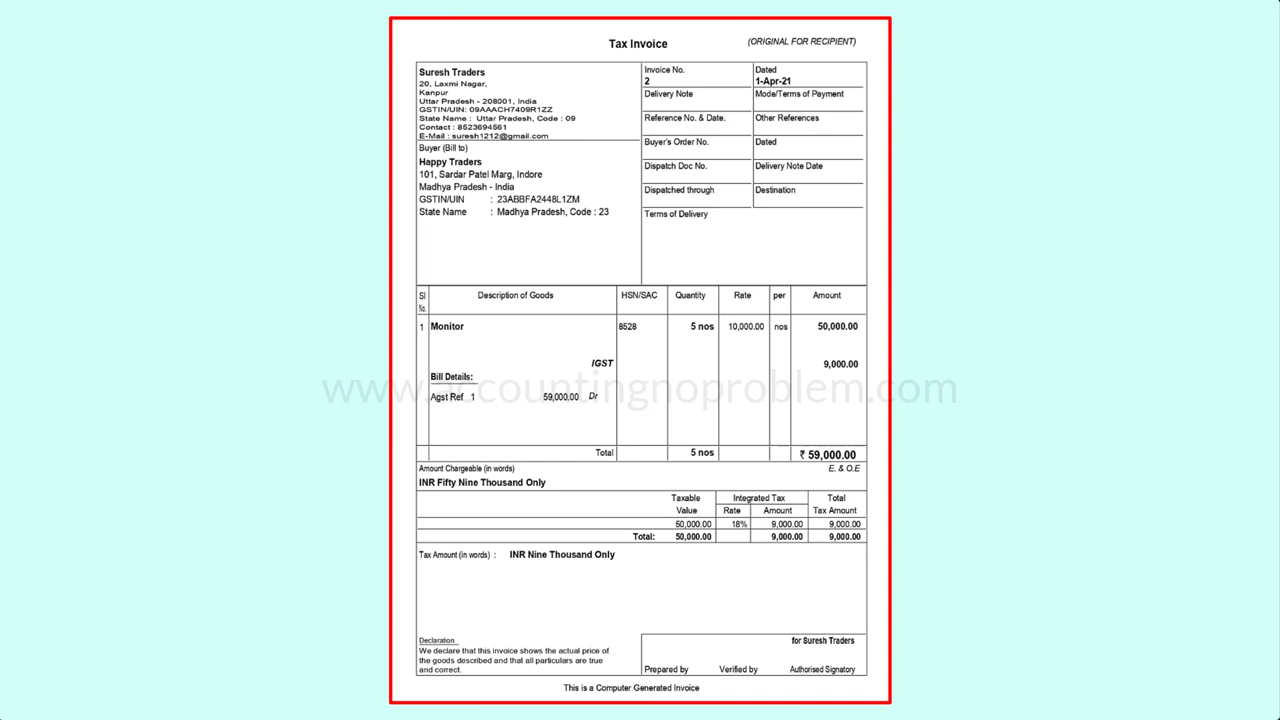 Tax Invoice
(ORIGINAL FOR RECIPIENT)
Suresh Traders
20, Laxmi Nagar,
Kanpur
Uttar Pradesh - 208001, India
GSTIN/UIN: 09AAACH7409R1ZZ
State Name : Uttar Pradesh, Code : 09
Contact : 8523694561
E-Mail : suresh1212@gmail.com
Buyer (Bill to)
Happy Traders
101, Sardar Patel Marg, Indore
Madhya Pradesh - India
GSTIN/UIN : 23ABBFA2448L1ZM
State Name : Madhya Pradesh, Code : 23
Invoice No. Dated
2 1-Apr-21
Delivery Note Mode/Terms of Payment
Reference No. & Date. Other References
Buyer's Order No. Dated
Dispatch Doc No. Delivery Note Date
Dispatched through Destination
Terms of Delivery
Sl No. Description of Goods HSN/SAC Quantity Rate per Amount
1 Monitor 8528 5 nos 10,000.00 nos 50,000.00
IGST 9,000.00
Bill Details:
Agst Ref 1 59,000.00 Dr
www.accountingnoproblem.com
Total 5 nos ₹ 59,000.00
Amount Chargeable (in words) E. & O.E
INR Fifty Nine Thousand Only
Taxable Integrated Tax Total
Value Rate Amount Tax Amount
50,000.00 18% 9,000.00 9,000.00
Total: 50,000.00 9,000.00 9,000.00
Tax Amount (in words) : INR Nine Thousand Only
Declaration
We declare that this invoice shows the actual price of
the goods described and that all particulars are true
and correct.
for Suresh Traders
Prepared by Verified by Authorised Signatory
This is a Computer Generated Invoice